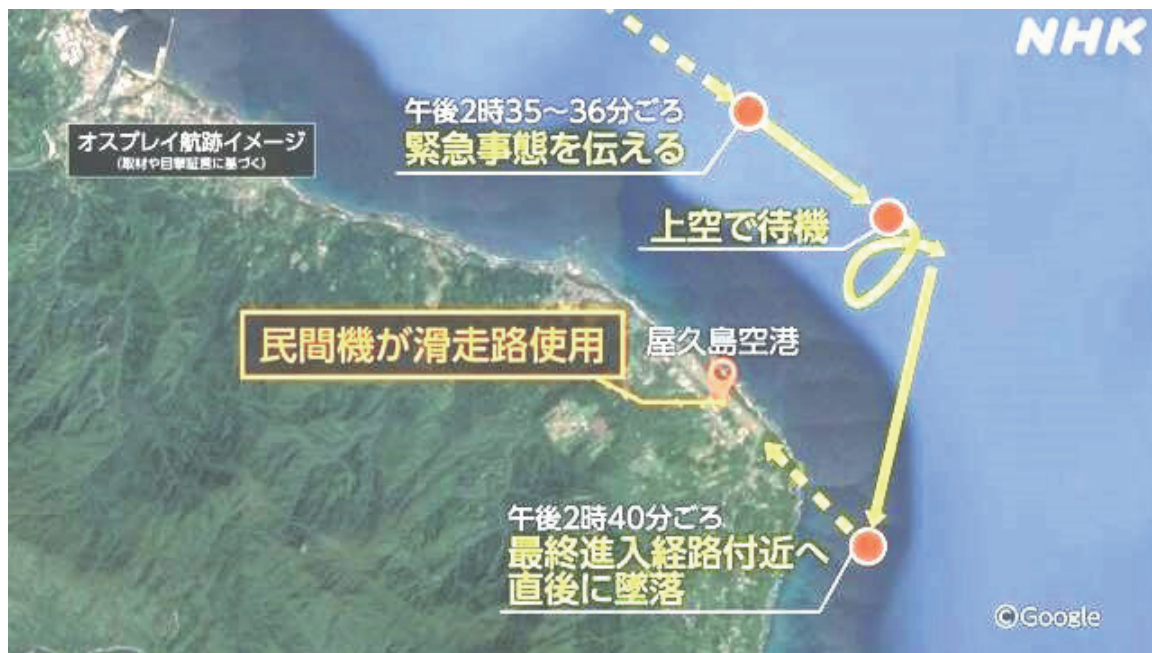 NHK
午後2時35～36分ごろ
緊急事態を伝える
オスプレイ航跡イメージ
(取材や目撃証言に基づく)
上空で待機
民間機が滑走路使用
屋久島空港
午後2時40分ごろ
最終進入経路付近へ
直後に墜落
©Google